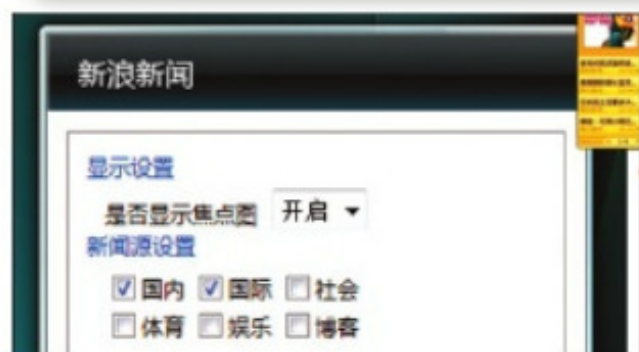 新浪新闻
显示设置
是否显示焦点图 开启
新闻源设置
国内 国际 社会
体育 娱乐 博客